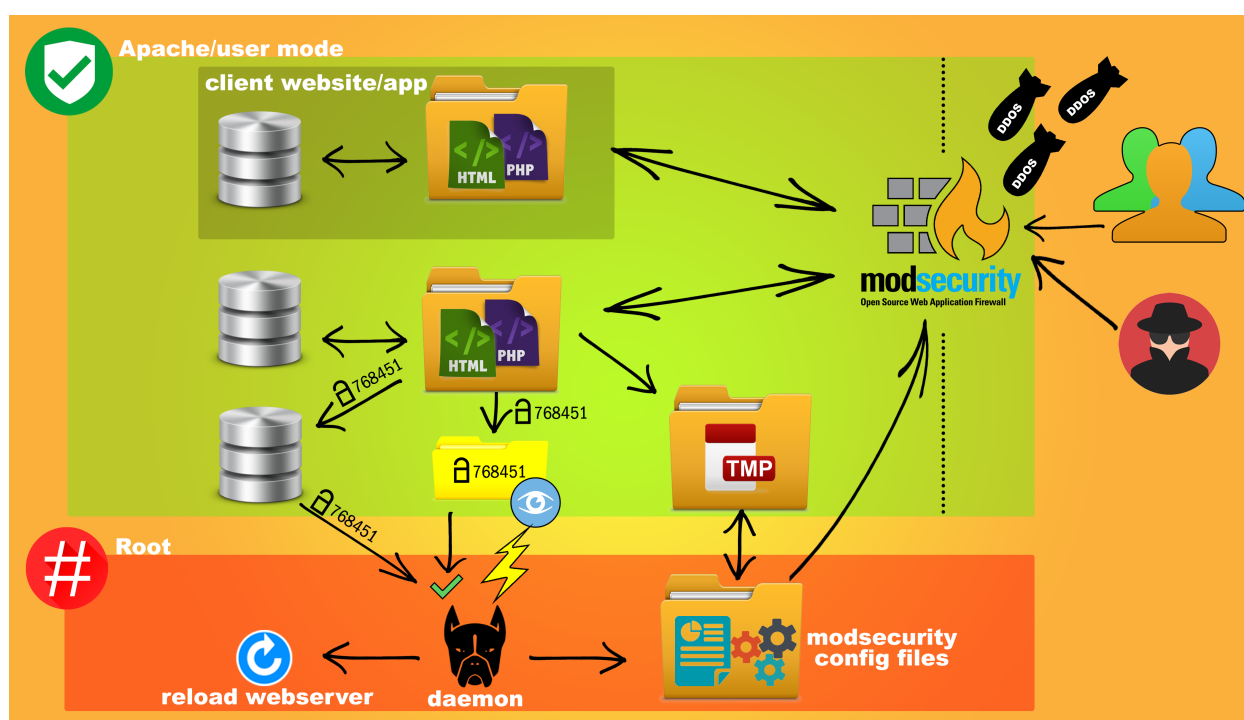 Apache/user mode
client website/app
DDOS
DDOS
DDOS
</> </>
HTML PHP
modsecurity
Open Source Web Application Firewall
</> </>
HTML PHP
768451
768451
768451
TMP
768451
#
Root
modsecurity
config files
reload webserver
daemon